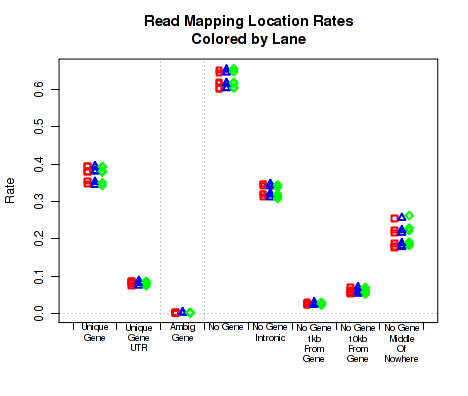 Read Mapping Location Rates
Colored by Lane
Rate
0.6
0.5
0.4
0.3
0.2
0.1
0.0
Unique
Gene
Unique
Gene
UTR
Ambig
Gene
No Gene
No Gene
Intronic
No Gene
1kb
From
Gene
No Gene
10kb
From
Gene
No Gene
Middle
Of
Nowhere